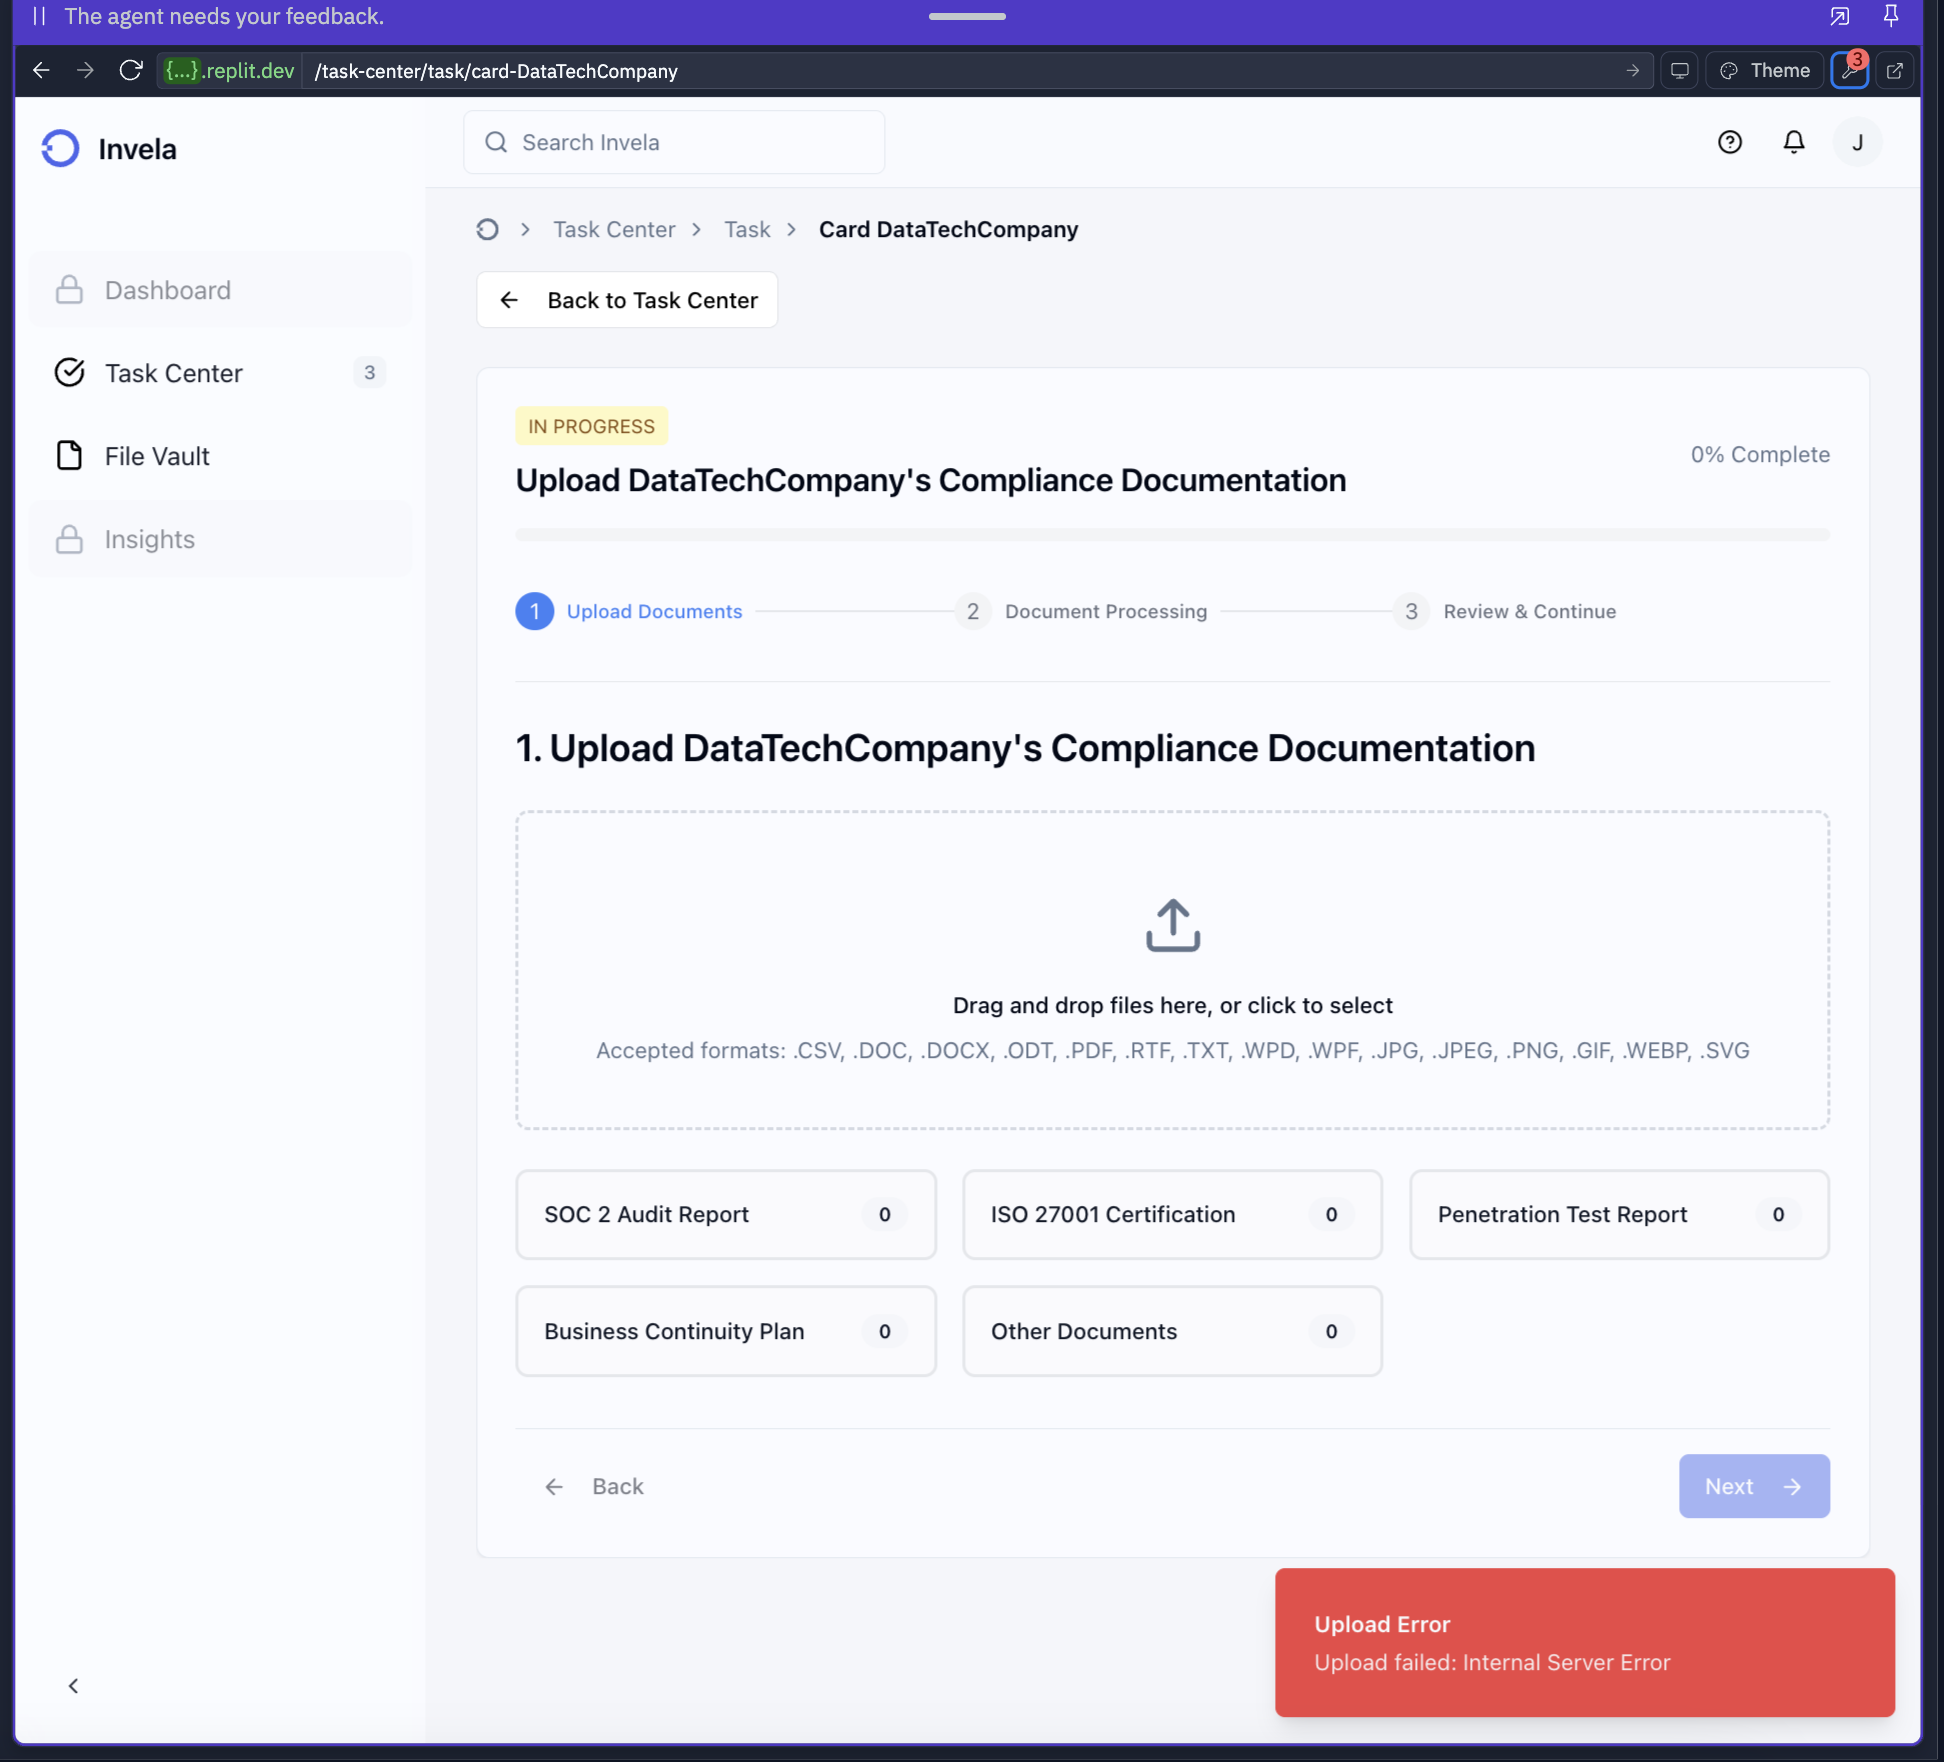 The agent needs your feedback.
{...}.replit.dev /task-center/task/card-DataTechCompany
Theme
3
Invela
Search Invela
J
Task Center
Task
Card DataTechCompany
Back to Task Center
Dashboard
Task Center 3
File Vault
Insights
IN PROGRESS
Upload DataTechCompany's Compliance Documentation
0% Complete
1 Upload Documents
2 Document Processing
3 Review & Continue
1. Upload DataTechCompany's Compliance Documentation
Drag and drop files here, or click to select
Accepted formats: .CSV, .DOC, .DOCX, .ODT, .PDF, .RTF, .TXT, .WPD, .WPF, .JPG, .JPEG, .PNG, .GIF, .WEBP, .SVG
SOC 2 Audit Report 0
ISO 27001 Certification 0
Penetration Test Report 0
Business Continuity Plan 0
Other Documents 0
Back
Next
Upload Error
Upload failed: Internal Server Error